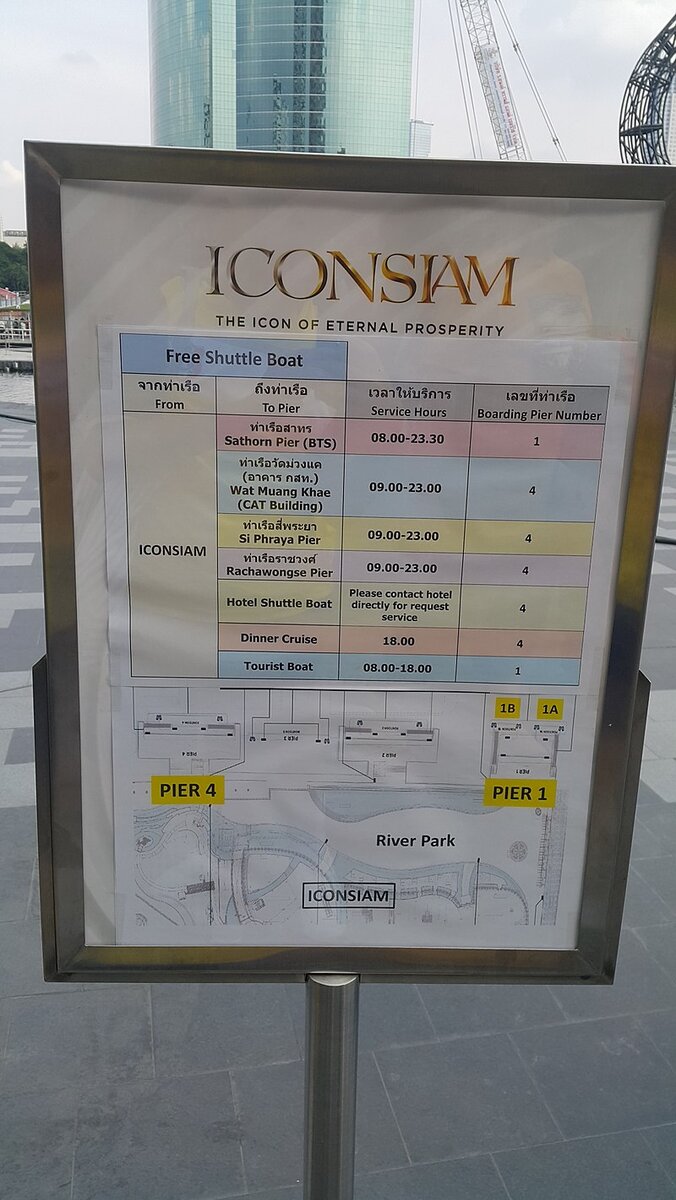 ICONSIAM
THE ICON OF ETERNAL PROSPERITY
Free Shuttle Boat
จากท่าเรือ
From
ถึงท่าเรือ
To Pier
เวลาให้บริการ
Service Hours
เลขที่ท่าเรือ
Boarding Pier Number
ICONSIAM
ท่าเรือสาทร
Sathorn Pier (BTS)
08.00-23.30
1
ท่าเรือวัดม่วงแค
(อาคาร กสท.)
Wat Muang Khae
(CAT Building)
09.00-23.00
4
ท่าเรือสี่พระยา
Si Phraya Pier
09.00-23.00
4
ท่าเรือราชวงศ์
Rachawongse Pier
09.00-23.00
4
Hotel Shuttle Boat
Please contact hotel
directly for request
service
4
Dinner Cruise
18.00
4
Tourist Boat
08.00-18.00
1
1B
1A
PIER 4
PIER 3
PIER 2
PIER 1
PIER 4
PIER 1
River Park
ICONSIAM